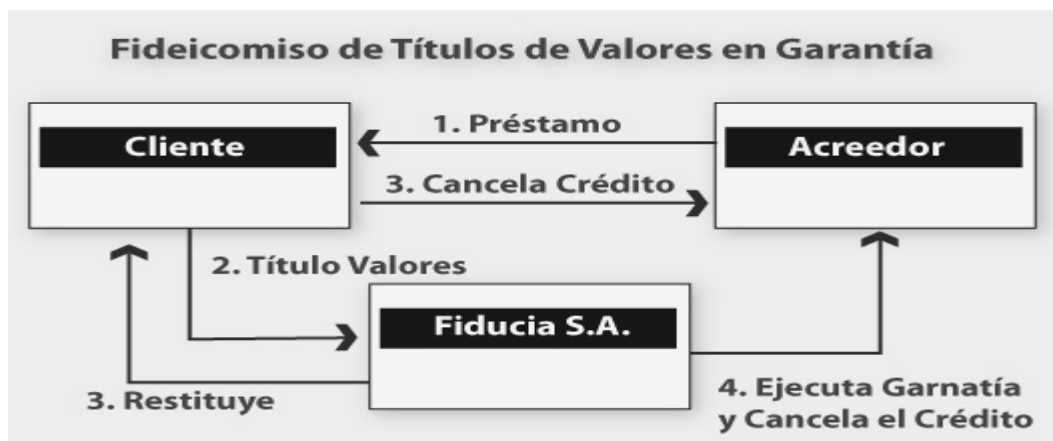 Fideicomiso de Títulos de Valores en Garantía
Cliente
1. Préstamo
Acreedor
3. Cancela Crédito
2. Título Valores
Fiducia S.A.
3. Restituye
4. Ejecuta Garnatía
y Cancela el Crédito